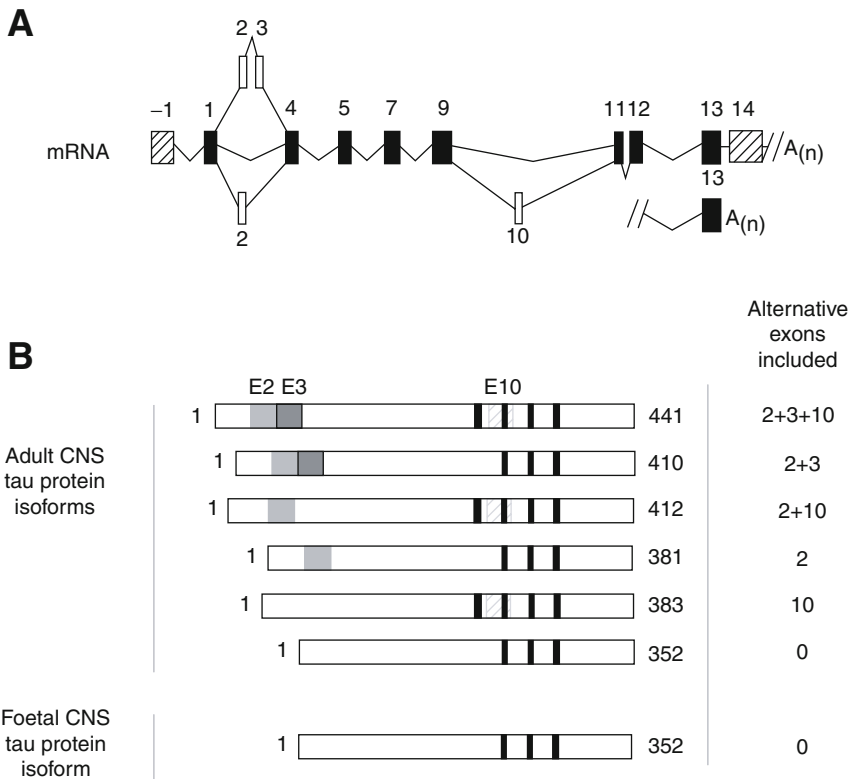 A
2 3
–1 1 4 5 7 9 11 12 13 14
mRNA
A(n)
13
A(n)
2
10
Alternative
exons
included
B
E2 E3 E10
1 441 2+3+10
Adult CNS
tau protein
isoforms
1 410 2+3
1 412 2+10
1 381 2
1 383 10
1 352 0
Foetal CNS
tau protein
isoform
1 352 0